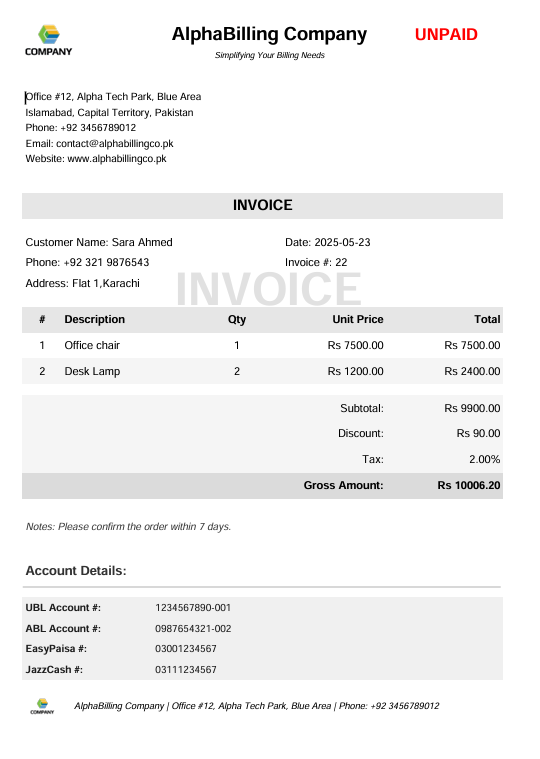 COMPANY
AlphaBilling Company
UNPAID
Simplifying Your Billing Needs
Office #12, Alpha Tech Park, Blue Area
Islamabad, Capital Territory, Pakistan
Phone: +92 3456789012
Email: contact@alphabillingco.pk
Website: www.alphabillingco.pk
INVOICE
Customer Name: Sara Ahmed Date: 2025-05-23
Phone: +92 321 9876543 Invoice #: 22
Address: Flat 1,Karachi
INVOICE
# Description Qty Unit Price Total
1 Office chair 1 Rs 7500.00 Rs 7500.00
2 Desk Lamp 2 Rs 1200.00 Rs 2400.00
Subtotal: Rs 9900.00
Discount: Rs 90.00
Tax: 2.00%
Gross Amount: Rs 10006.20
Notes: Please confirm the order within 7 days.
Account Details:
UBL Account #: 1234567890-001
ABL Account #: 0987654321-002
EasyPaisa #: 03001234567
JazzCash #: 03111234567
COMPANY
AlphaBilling Company | Office #12, Alpha Tech Park, Blue Area | Phone: +92 3456789012